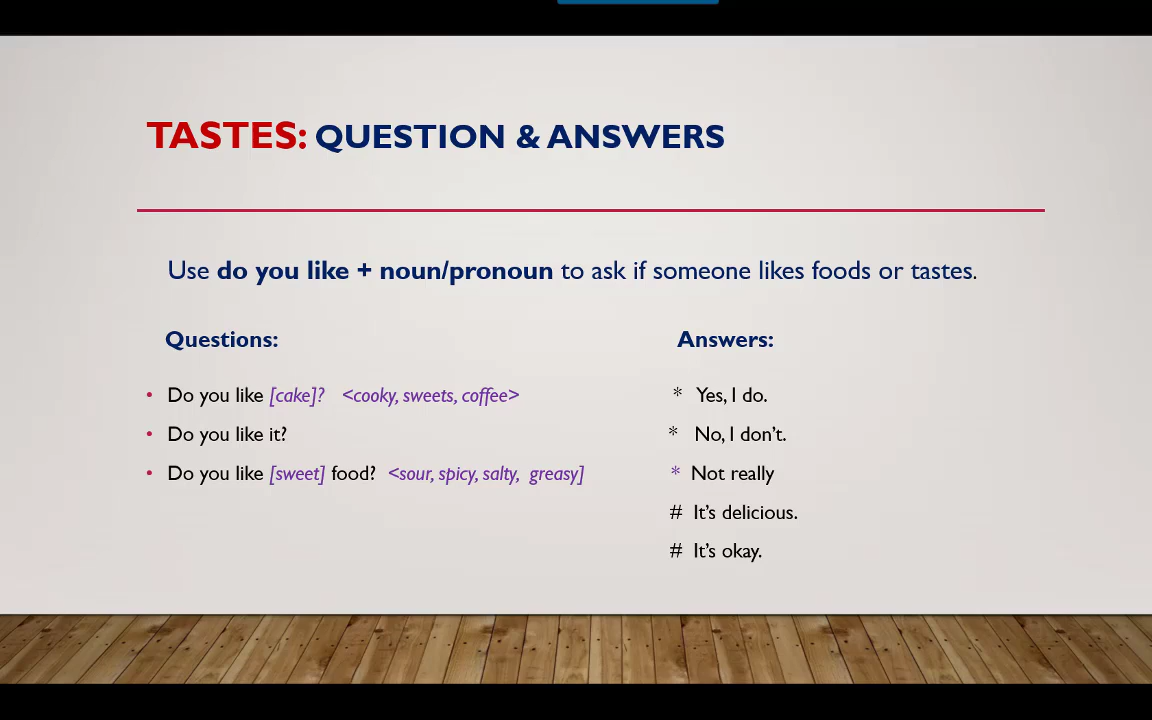 TASTES: QUESTION & ANSWERS
Use do you like + noun/pronoun to ask if someone likes foods or tastes.
Questions:
• Do you like [cake]? <cooky, sweets, coffee>
• Do you like it?
• Do you like [sweet] food? <sour, spicy, salty, greasy]
Answers:
* Yes, I do.
* No, I don't.
* Not really
# It's delicious.
# It's okay.